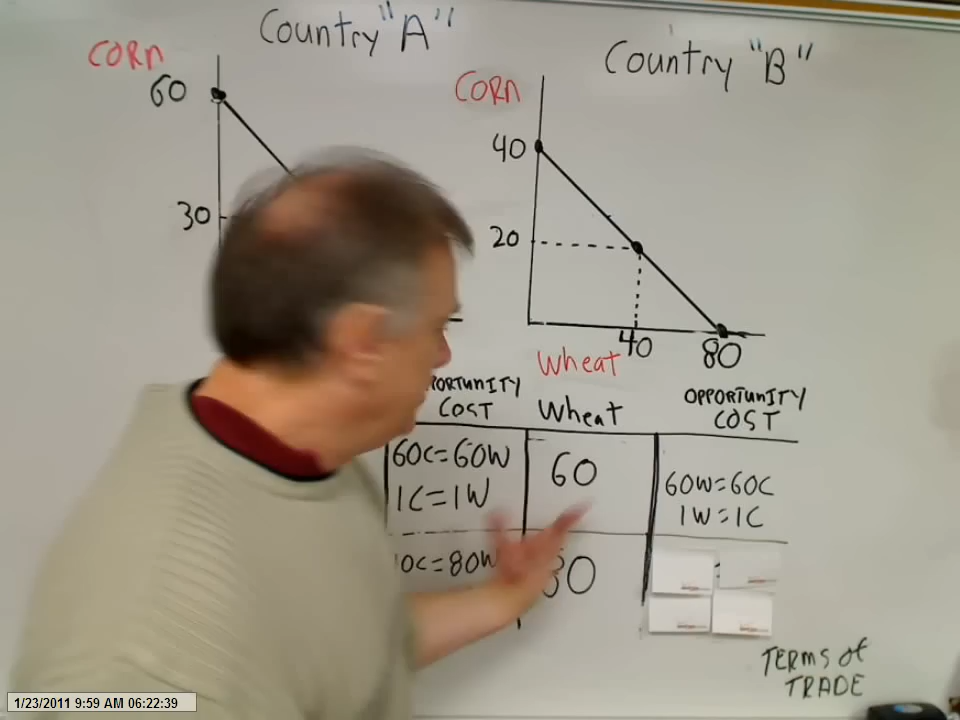 Country "A"
Country "B"
CORN
60
30
CORN
40
20
40
80
Wheat
OPPORTUNITY
COST
Wheat
OPPORTUNITY
COST
60C=60W
1C=1W
60
60W=60C
1W=1C
=80W
TERMS of
TRADE
1/23/2011 9:59 AM 06:22:39